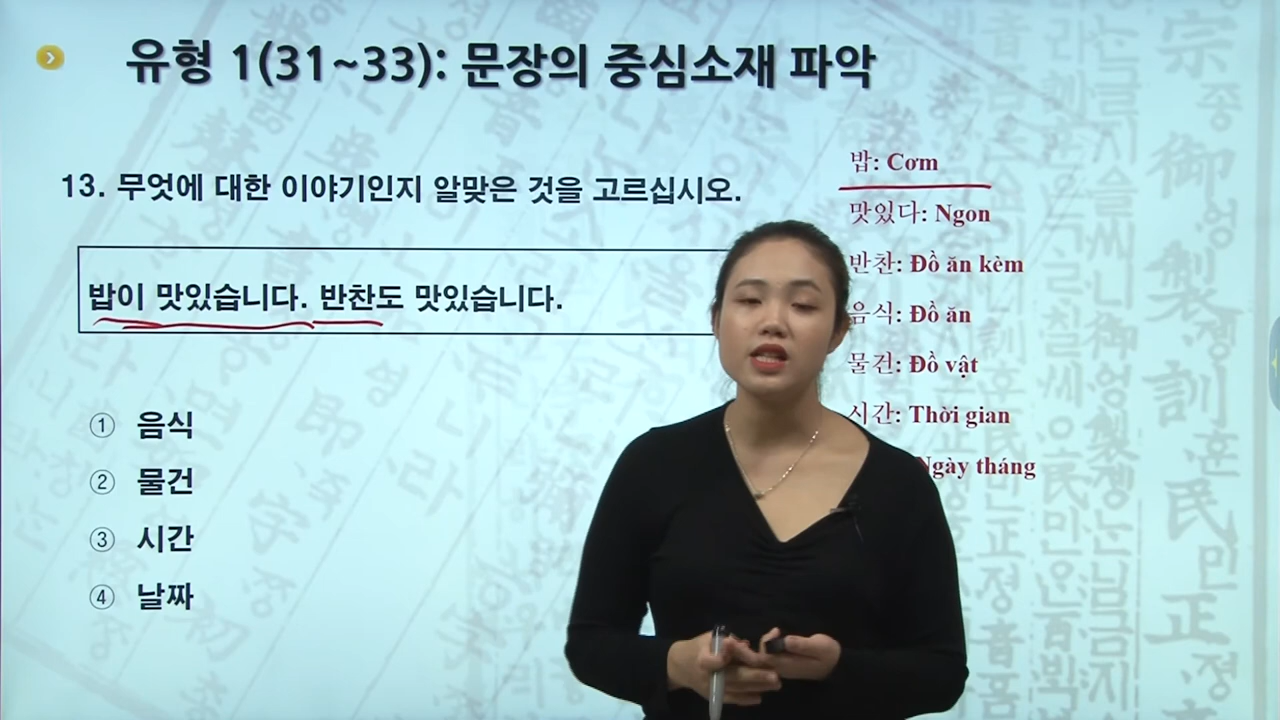 유형 1(31~33): 문장의 중심소재 파악
13. 무엇에 대한 이야기인지 알맞은 것을 고르십시오.
밥이 맛있습니다. 반찬도 맛있습니다.
① 음식
② 물건
③ 시간
④ 날짜
밥: Cơm
맛있다: Ngon
반찬: Đồ ăn kèm
음식: Đồ ăn
물건: Đồ vật
시간: Thời gian
Ngày tháng